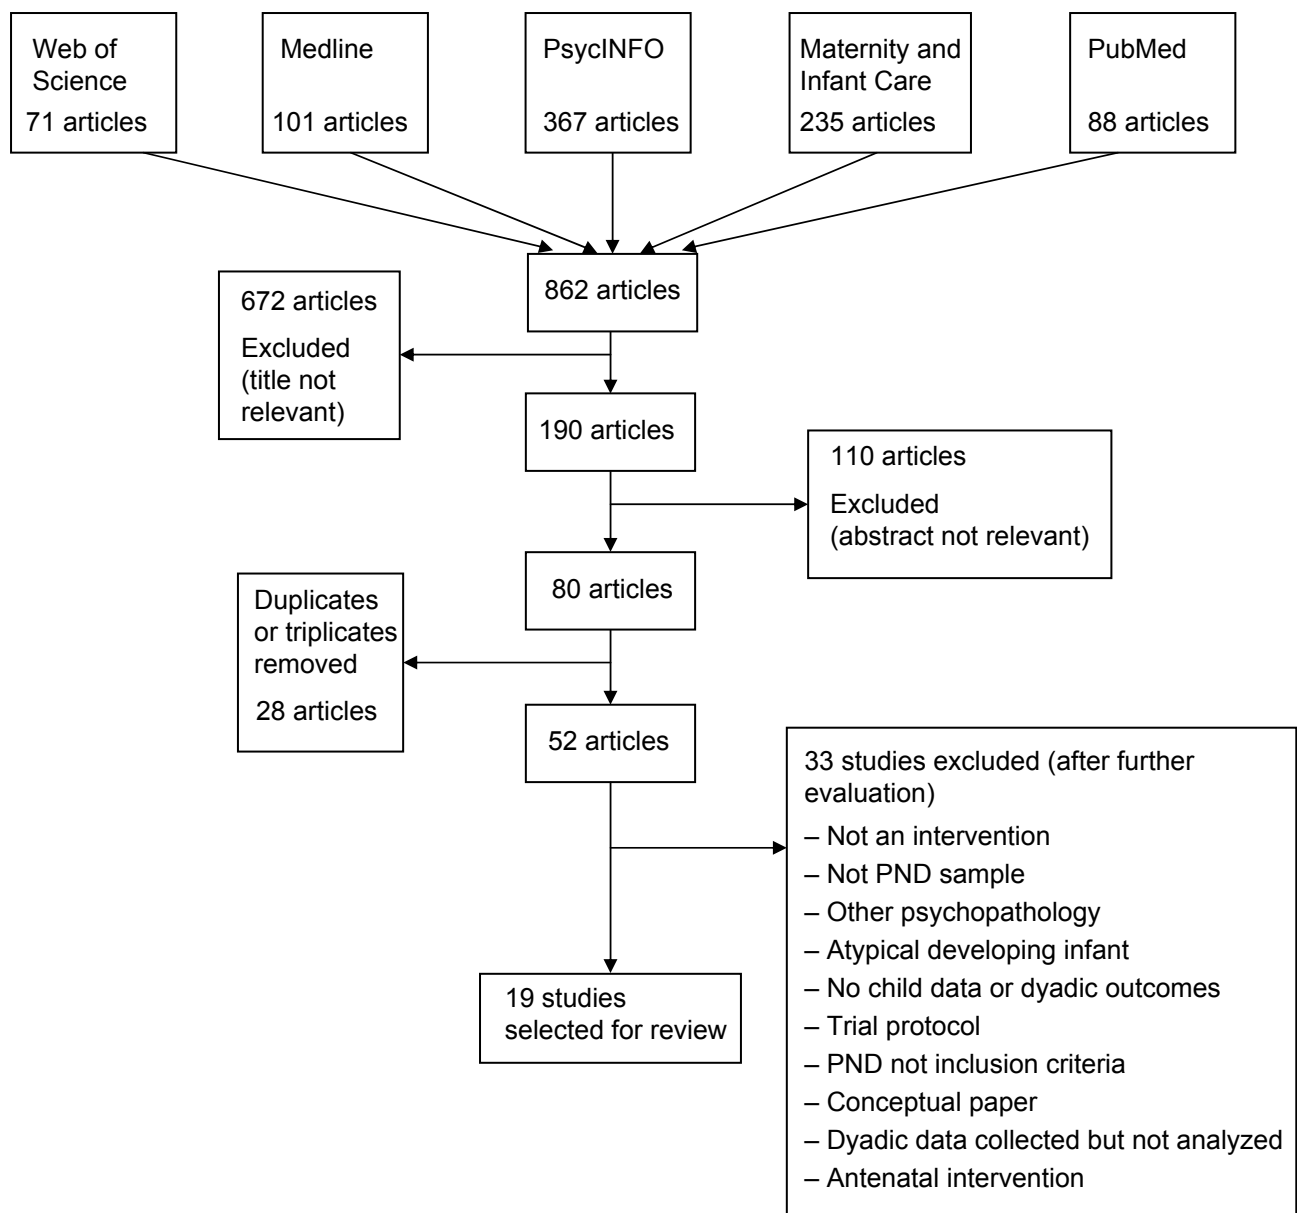 Web of
Science
71 articles
Medline
101 articles
PsycINFO
367 articles
Maternity and
Infant Care
235 articles
PubMed
88 articles
862 articles
672 articles
Excluded
(title not
relevant)
190 articles
110 articles
Excluded
(abstract not relevant)
80 articles
Duplicates
or triplicates
removed
28 articles
52 articles
33 studies excluded (after further
evaluation)
– Not an intervention
– Not PND sample
– Other psychopathology
– Atypical developing infant
– No child data or dyadic outcomes
– Trial protocol
– PND not inclusion criteria
– Conceptual paper
– Dyadic data collected but not analyzed
– Antenatal intervention
19 studies
selected for review